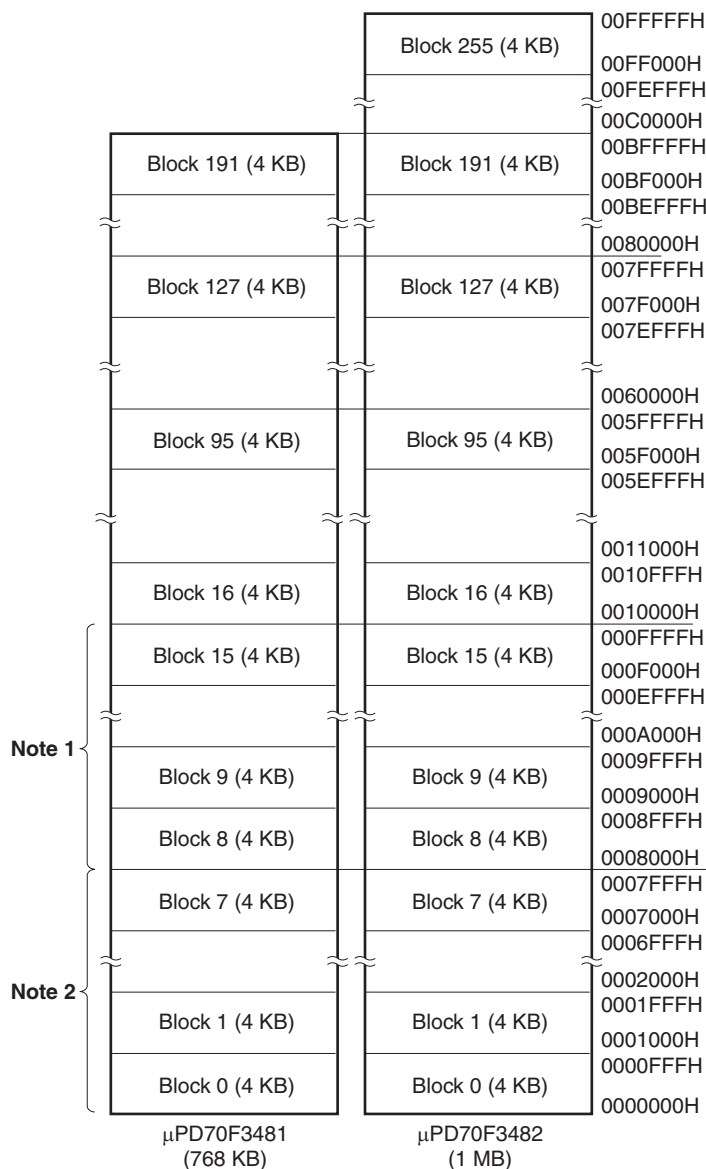 00FFFFFH
Block 255 (4 KB)
00FF000H
00FEFFFH
00C0000H
00BFFFFH
Block 191 (4 KB) Block 191 (4 KB)
00BF000H
00BEFFFH
0080000H
007FFFFH
Block 127 (4 KB) Block 127 (4 KB)
007F000H
007EFFFH
0060000H
005FFFFH
Block 95 (4 KB) Block 95 (4 KB)
005F000H
005EFFFH
0011000H
0010FFFH
Block 16 (4 KB) Block 16 (4 KB)
0010000H
000FFFFH
Block 15 (4 KB) Block 15 (4 KB)
000F000H
000EFFFH
000A000H
Note 1
0009FFFH
Block 9 (4 KB) Block 9 (4 KB)
0009000H
0008FFFH
Block 8 (4 KB) Block 8 (4 KB)
0008000H
0007FFFH
Block 7 (4 KB) Block 7 (4 KB)
0007000H
0006FFFH
0002000H
Note 2
0001FFFH
Block 1 (4 KB) Block 1 (4 KB)
0001000H
0000FFFH
Block 0 (4 KB) Block 0 (4 KB)
0000000H
μPD70F3481 μPD70F3482
(768 KB) (1 MB)